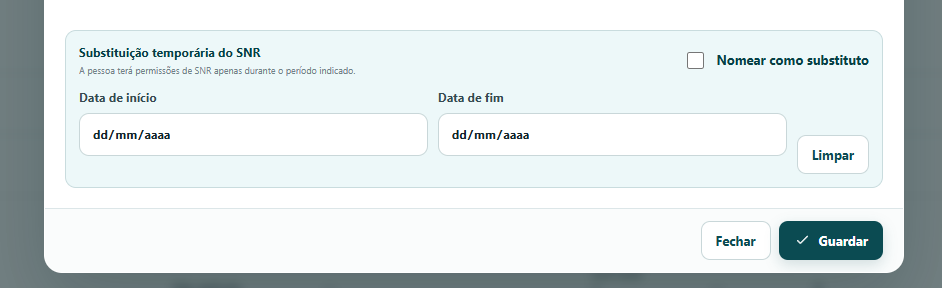 Substituição temporária do SNR
A pessoa terá permissões de SNR apenas durante o período indicado.
Nomear como substituto
Data de início
Data de fim
dd/mm/aaaa
dd/mm/aaaa
Limpar
Fechar
Guardar